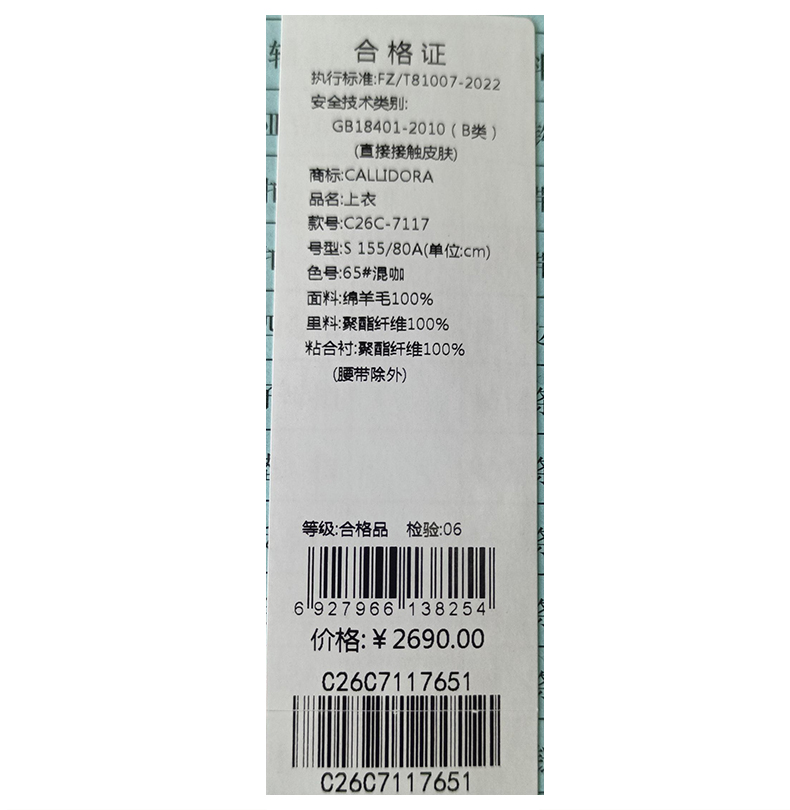 合格证
执行标准:FZ/T81007-2022
安全技术类别:
GB18401-2010（B类）
(直接接触皮肤)
商标:CALLIDORA
品名:上衣
款号:C26C-7117
号型:S 155/80A(单位:cm)
色号:65#混咖
面料:绵羊毛100%
里料:聚酯纤维100%
粘合衬:聚酯纤维100%
(腰带除外)
等级:合格品 检验:06
6 927966 138254
价格:￥2690.00
C26C7117651
C26C7117651